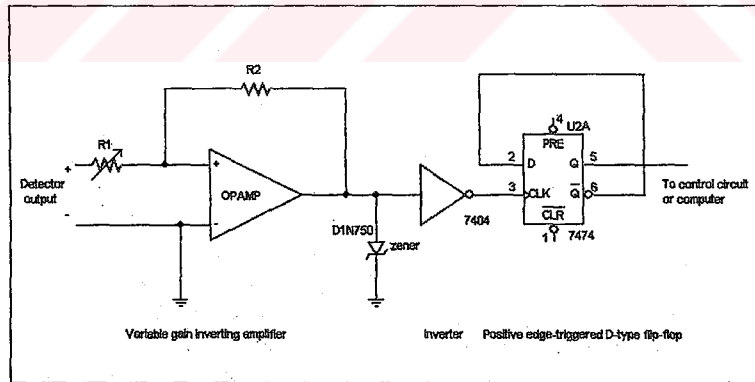 R2
R1
+
Detector
output
-
+
OPAMP
-
D1N750
zener
7404
4
U2A
PRE
2
D
Q
5
3
CLK
Q
6
CLR
1
7474
To control circuit
or computer
Variable gain inverting amplifier
Inverter
Positive edge-triggered D-type flip-flop